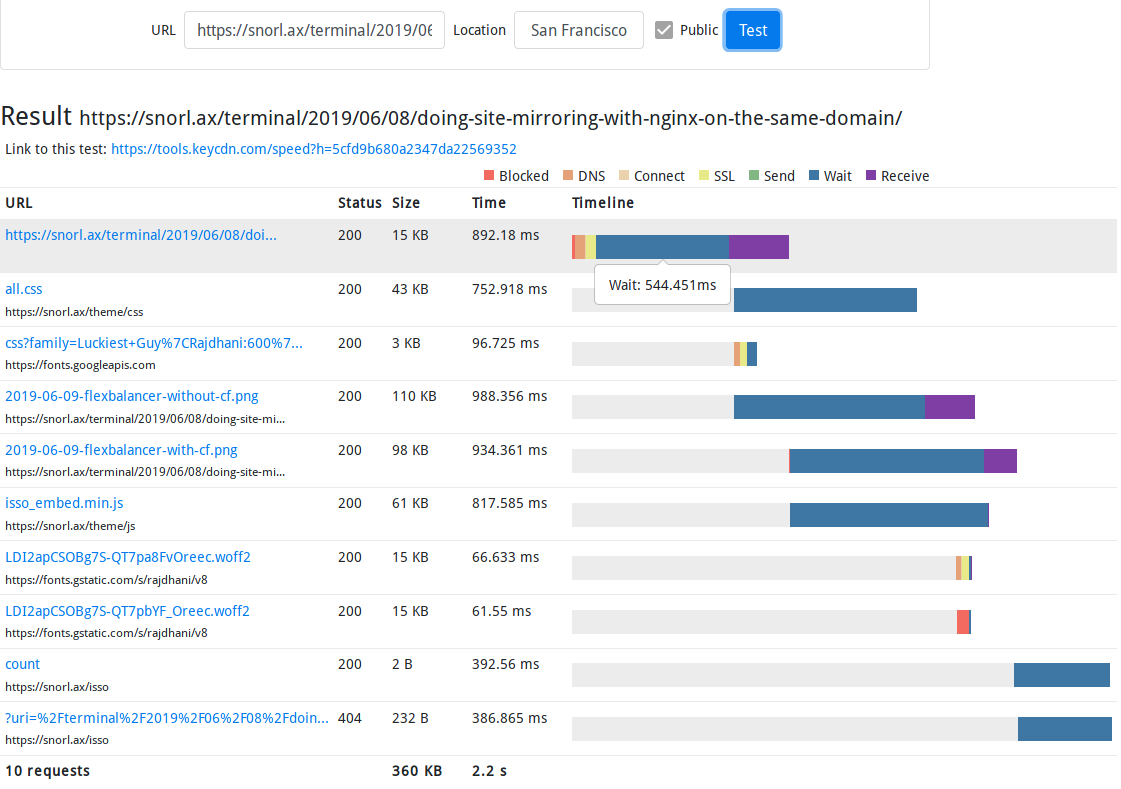 URL https://snorl.ax/terminal/2019/06 Location San Francisco Public Test
Result https://snorl.ax/terminal/2019/06/08/doing-site-mirroring-with-nginx-on-the-same-domain/
Link to this test: https://tools.keycdn.com/speed?h=5cfd9b680a2347da22569352
Blocked DNS Connect SSL Send Wait Receive
URL Status Size Time Timeline
https://snorl.ax/terminal/2019/06/08/doi... 200 15 KB 892.18 ms
Wait: 544.451ms
all.css 200 43 KB 752.918 ms
https://snorl.ax/theme/css
css?family=Luckiest+Guy%7CRajdhani:600%7... 200 3 KB 96.725 ms
https://fonts.googleapis.com
2019-06-09-flexbalancer-without-cf.png 200 110 KB 988.356 ms
https://snorl.ax/terminal/2019/06/08/doing-site-mi...
2019-06-09-flexbalancer-with-cf.png 200 98 KB 934.361 ms
https://snorl.ax/terminal/2019/06/08/doing-site-mi...
isso_embed.min.js 200 61 KB 817.585 ms
https://snorl.ax/theme/js
LDI2apCSOBg7S-QT7pa8FvOreec.woff2 200 15 KB 66.633 ms
https://fonts.gstatic.com/s/rajdhani/v8
LDI2apCSOBg7S-QT7pbYF_Oreec.woff2 200 15 KB 61.55 ms
https://fonts.gstatic.com/s/rajdhani/v8
count 200 2 B 392.56 ms
https://snorl.ax/isso
?uri=%2Fterminal%2F2019%2F06%2F08%2Fdoin... 404 232 B 386.865 ms
https://snorl.ax/isso
10 requests 360 KB 2.2 s